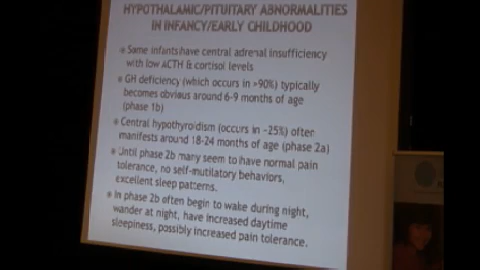 HYPOTHALAMIC/PITUITARY ABNORMALITIES
IN INFANCY/EARLY CHILDHOOD
Some infants have central adrenal insufficiency
with low ACTH & cortisol levels
GH deficiency (which occurs in >90%) typically
becomes obvious around 6-9 months of age
(phase 1b)
Central hypothyroidism (occurs in ~25%) often
manifests around 18-24 months of age (phase 2a)
Until phase 2b many seem to have normal pain
tolerance, no self-mutilatory behaviors,
excellent sleep patterns.
In phase 2b often begin to wake during night,
wander at night, have increased daytime
sleepiness, possibly increased pain tolerance.